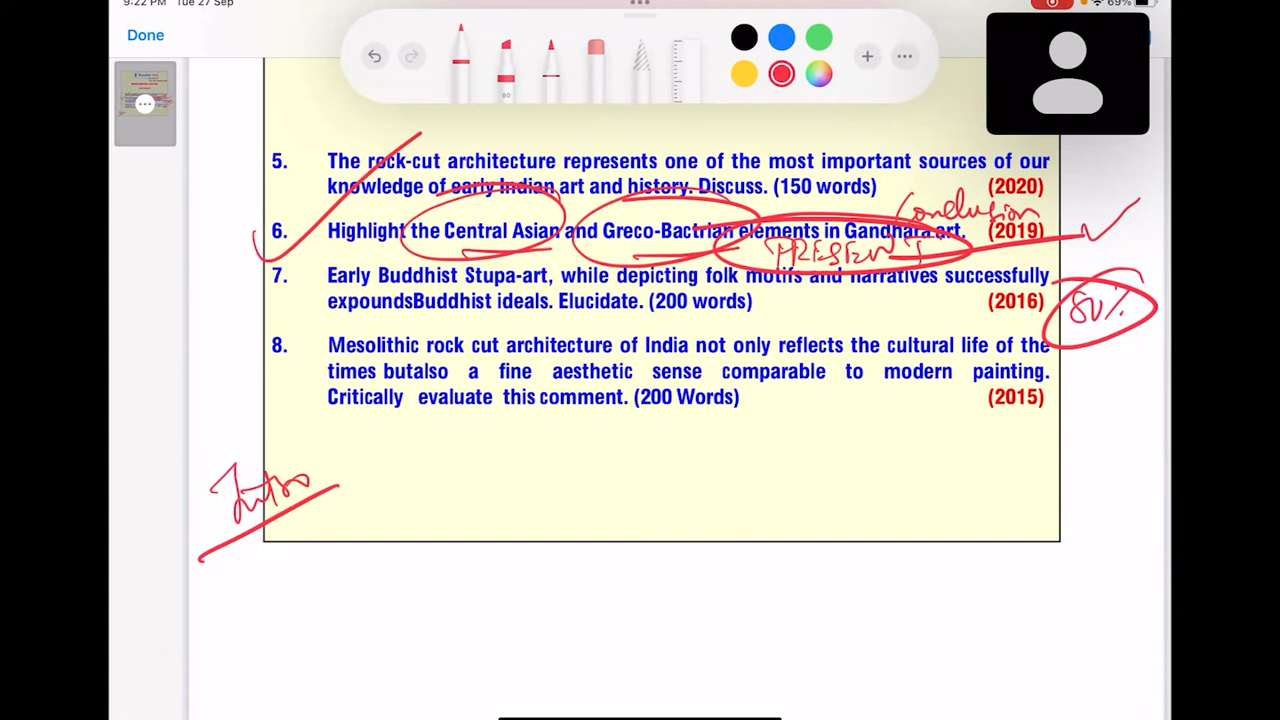 9:22 PM Tue 27 Sep
69%
Done
80
5. The rock-cut architecture represents one of the most important sources of our
knowledge of early Indian art and history. Discuss. (150 words) (2020)
Conclusion
6. Highlight the Central Asian and Greco-Bactrian elements in Gandhara art. (2019)
PRESENT
7. Early Buddhist Stupa-art, while depicting folk motifs and narratives successfully
expoundsBuddhist ideals. Elucidate. (200 words) (2016)
80%
8. Mesolithic rock cut architecture of India not only reflects the cultural life of the
times butalso a fine aesthetic sense comparable to modern painting.
Critically evaluate this comment. (200 Words) (2015)
Intro